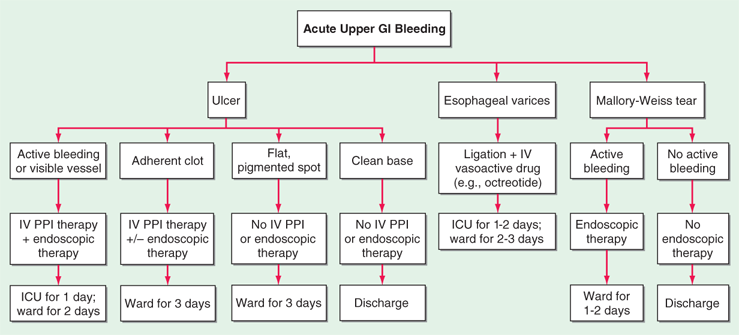 Acute Upper GI Bleeding
Ulcer
Esophageal varices
Mallory-Weiss tear
Active bleeding
or visible vessel
Adherent clot
Flat,
pigmented spot
Clean base
Ligation + IV
vasoactive drug
(e.g., octreotide)
Active
bleeding
No active
bleeding
IV PPI therapy
+ endoscopic
therapy
IV PPI therapy
+/– endoscopic
therapy
No IV PPI
or endoscopic
therapy
No IV PPI
or endoscopic
therapy
ICU for 1-2 days;
ward for 2-3 days
Endoscopic
therapy
No
endoscopic
therapy
ICU for 1 day;
ward for 2 days
Ward for 3 days
Ward for 3 days
Discharge
Ward for
1-2 days
Discharge